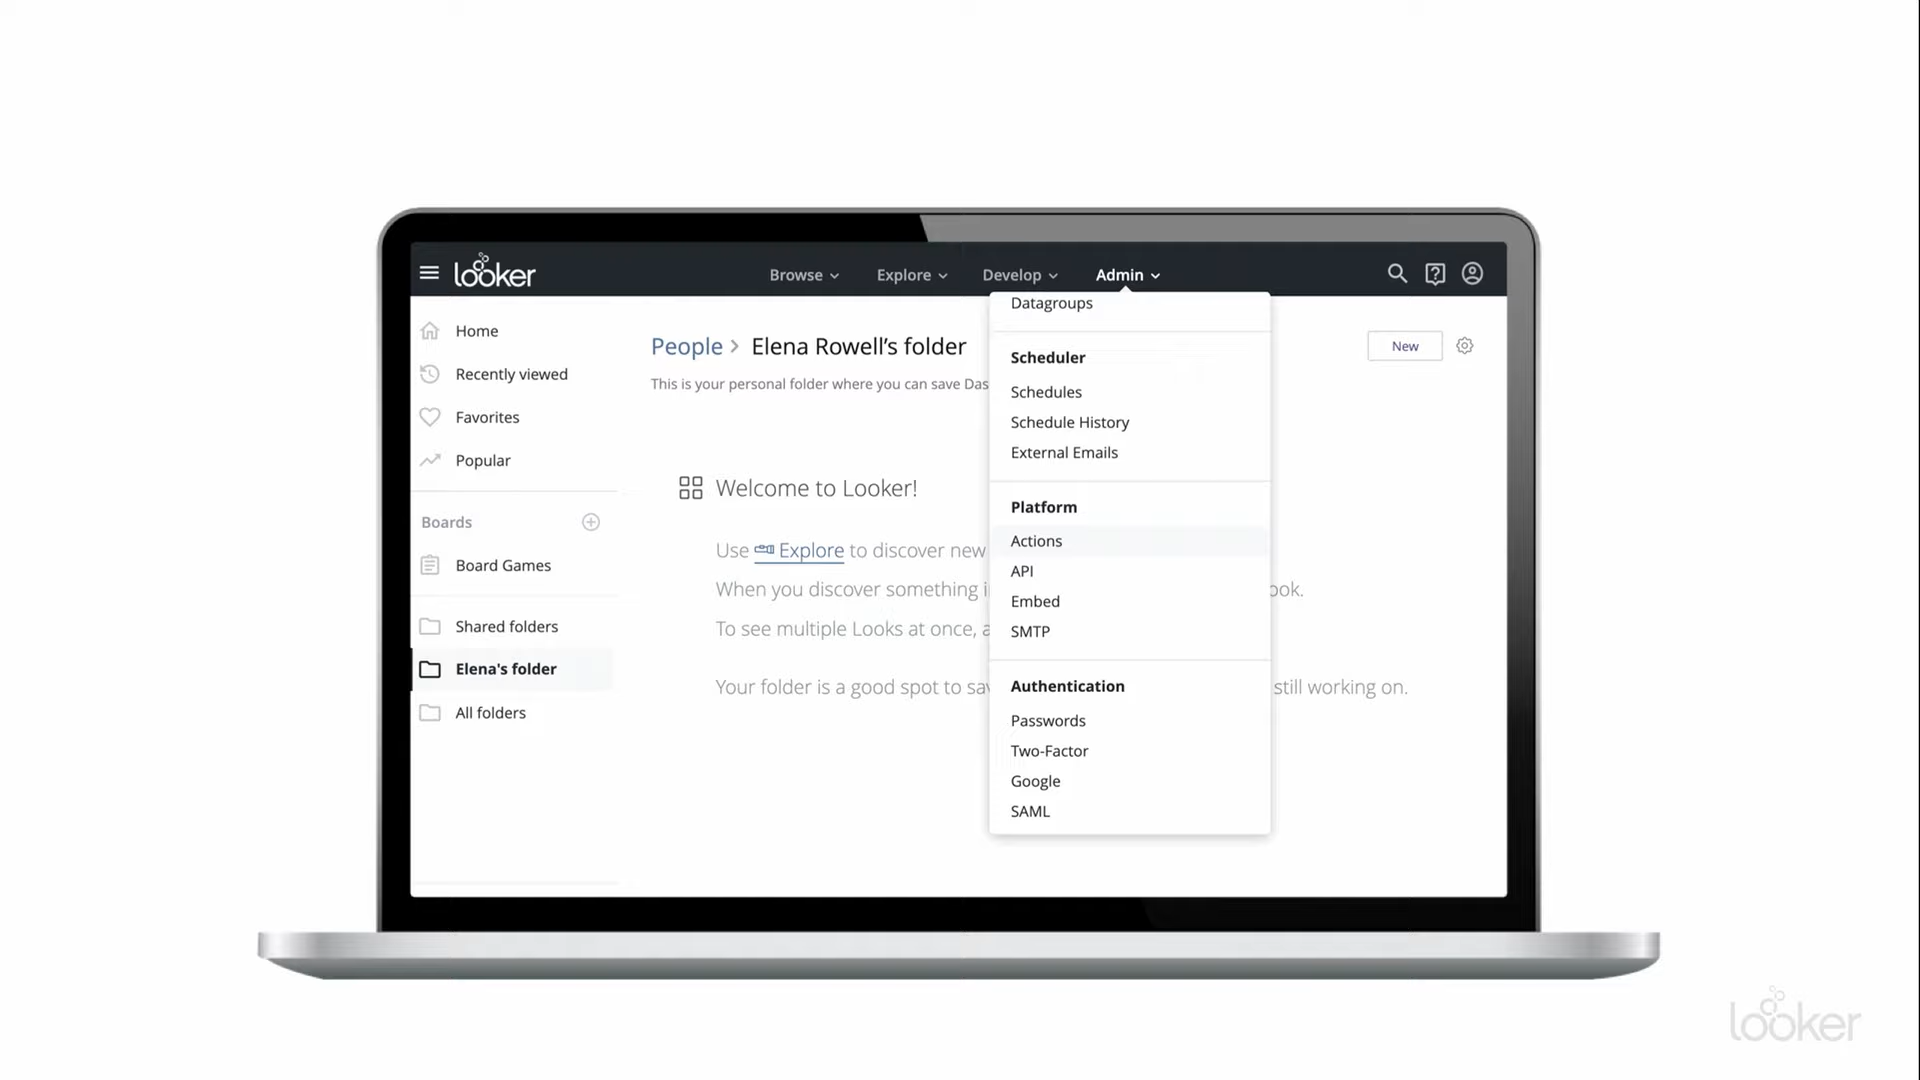 looker
Browse
Explore
Develop
Admin
Home
Recently viewed
Favorites
Popular
Boards
Board Games
Shared folders
Elena's folder
All folders
People > Elena Rowell's folder
This is your personal folder where you can save Das
New
Welcome to Looker!
Use Explore to discover new
When you discover something i
ook.
To see multiple Looks at once, a
Your folder is a good spot to sav
still working on.
Datagroups
Scheduler
Schedules
Schedule History
External Emails
Platform
Actions
API
Embed
SMTP
Authentication
Passwords
Two-Factor
Google
SAML
looker